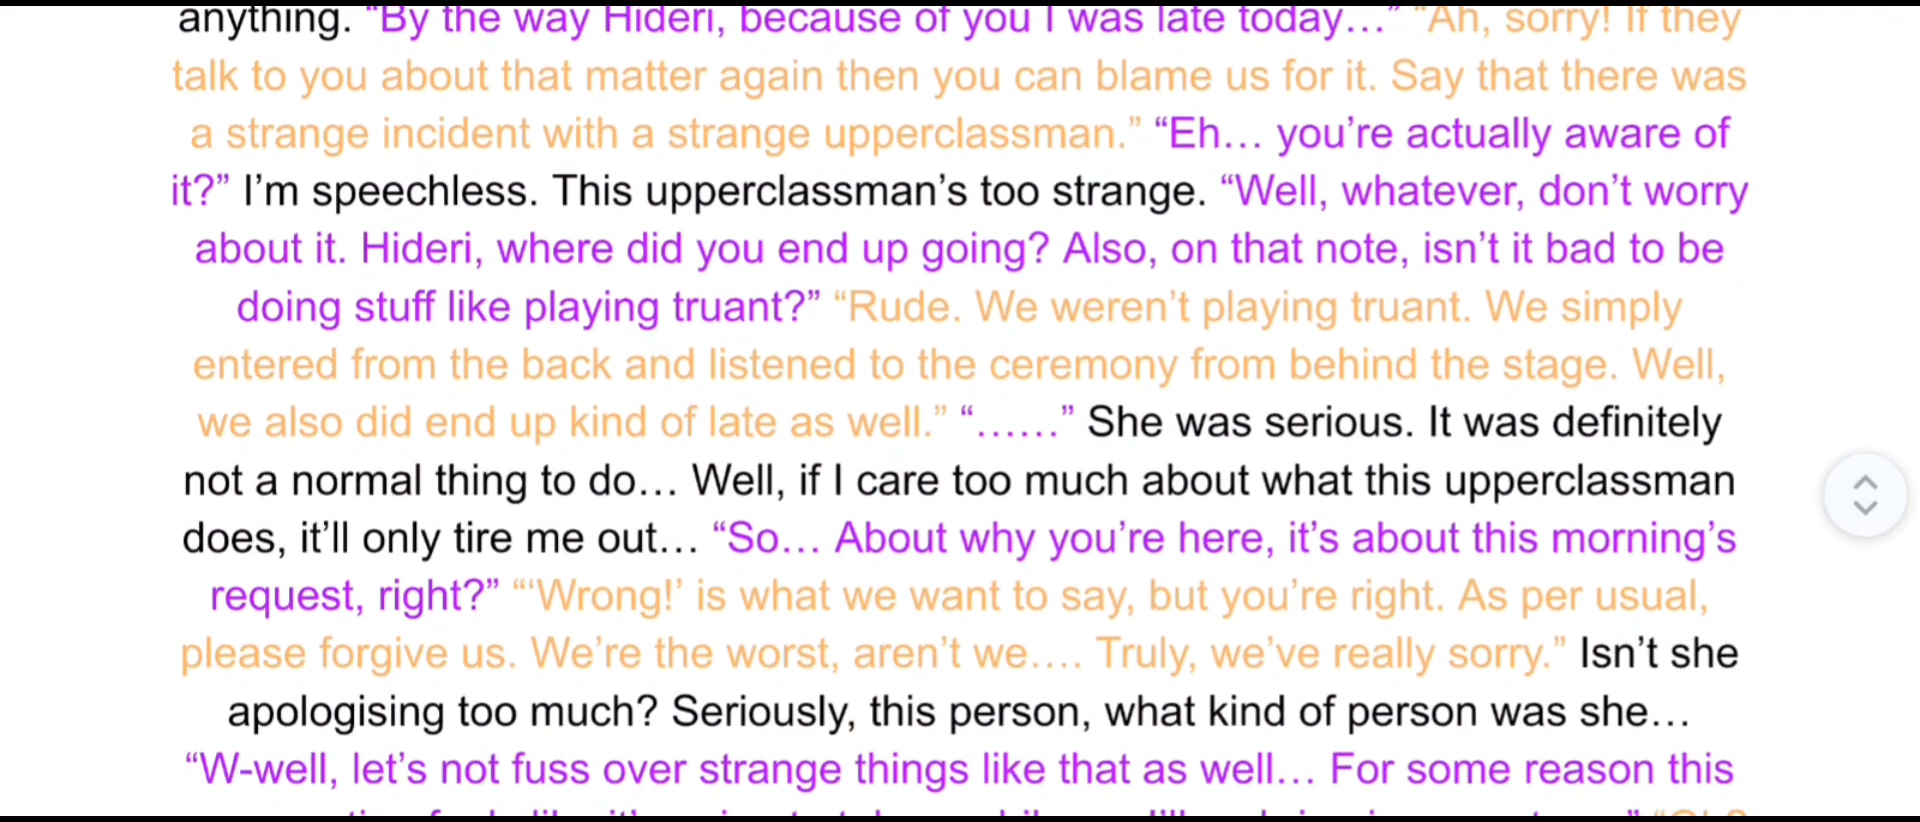 anything. “By the way Hideri, because of you I was late today…” “Ah, sorry! If they
talk to you about that matter again then you can blame us for it. Say that there was
a strange incident with a strange upperclassman.” “Eh… you’re actually aware of
it?” I’m speechless. This upperclassman’s too strange. “Well, whatever, don’t worry
about it. Hideri, where did you end up going? Also, on that note, isn’t it bad to be
doing stuff like playing truant?” “Rude. We weren’t playing truant. We simply
entered from the back and listened to the ceremony from behind the stage. Well,
we also did end up kind of late as well.” “……” She was serious. It was definitely
not a normal thing to do… Well, if I care too much about what this upperclassman
does, it’ll only tire me out… “So… About why you’re here, it’s about this morning’s
request, right?” “‘Wrong!’ is what we want to say, but you’re right. As per usual,
please forgive us. We’re the worst, aren’t we…. Truly, we’ve really sorry.” Isn’t she
apologising too much? Seriously, this person, what kind of person was she…
“W-well, let’s not fuss over strange things like that as well… For some reason this